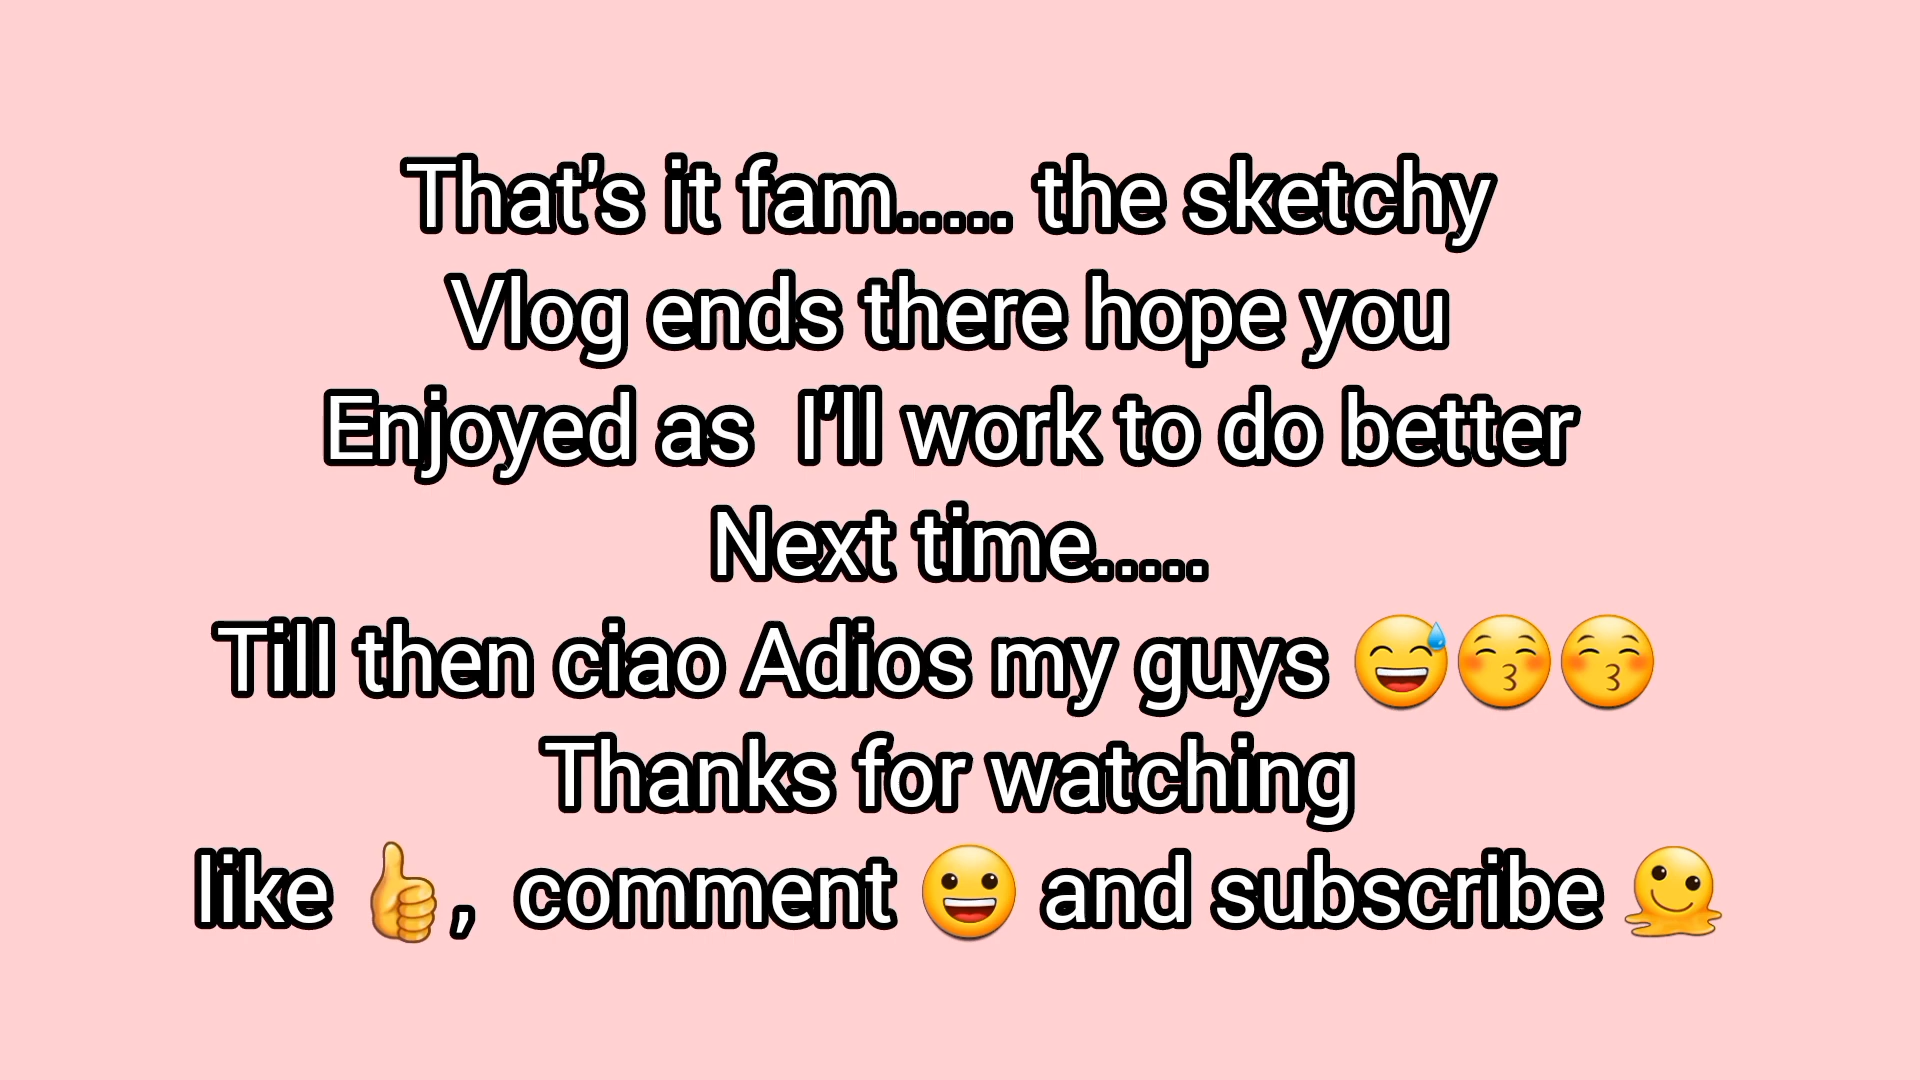 That's it fam..... the sketchy
Vlog ends there hope you
Enjoyed as  I'll work to do better
Next time.....
Till then ciao Adios my guys 😅😚😚
Thanks for watching
like 👍,  comment 😀 and subscribe 🫠